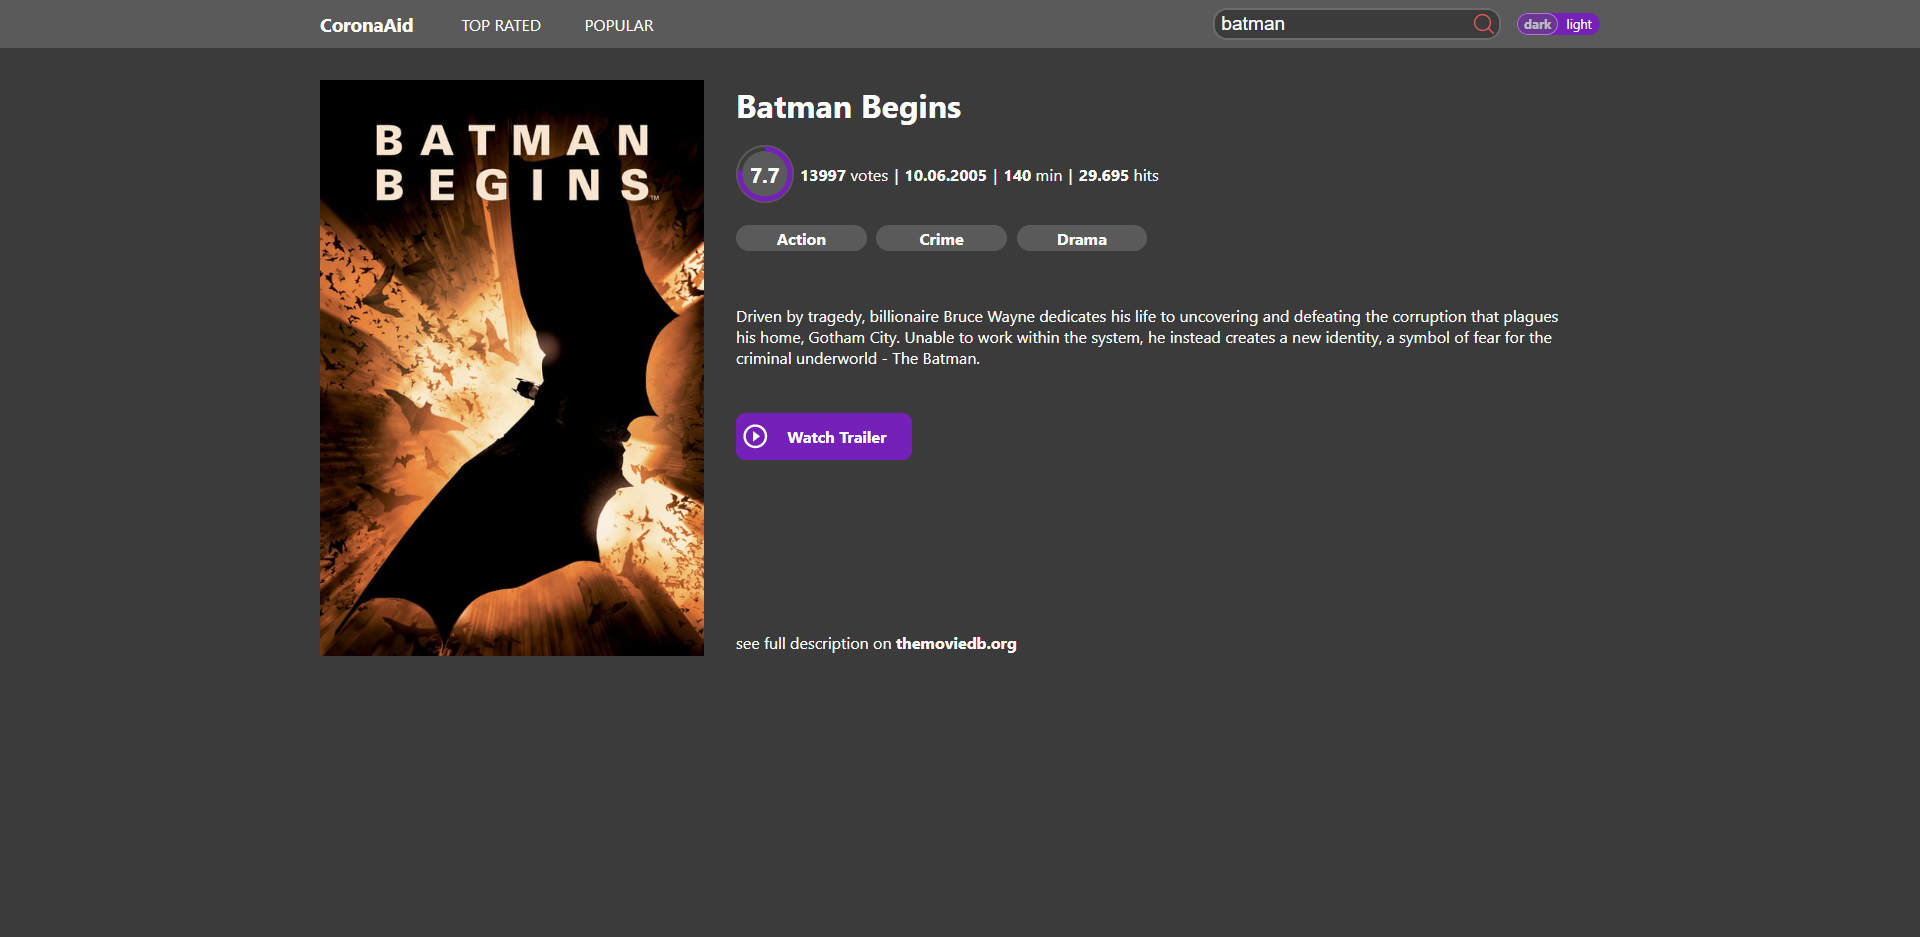 CoronaAid TOP RATED POPULAR batman dark light
BATMAN
BEGINS™
Batman Begins
7.7 13997 votes | 10.06.2005 | 140 min | 29.695 hits
Action Crime Drama
Driven by tragedy, billionaire Bruce Wayne dedicates his life to uncovering and defeating the corruption that plagues
his home, Gotham City. Unable to work within the system, he instead creates a new identity, a symbol of fear for the
criminal underworld - The Batman.
Watch Trailer
see full description on themoviedb.org